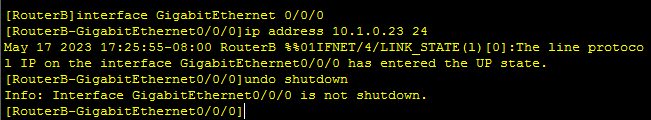 [RouterB]interface GigabitEthernet 0/0/0
[RouterB-GigabitEthernet0/0/0]ip address 10.1.0.23 24
May 17 2023 17:25:55-08:00 RouterB %%01IFNET/4/LINK_STATE(l)[0]:The line protoco
l IP on the interface GigabitEthernet0/0/0 has entered the UP state.
[RouterB-GigabitEthernet0/0/0]undo shutdown
Info: Interface GigabitEthernet0/0/0 is not shutdown.
[RouterB-GigabitEthernet0/0/0]